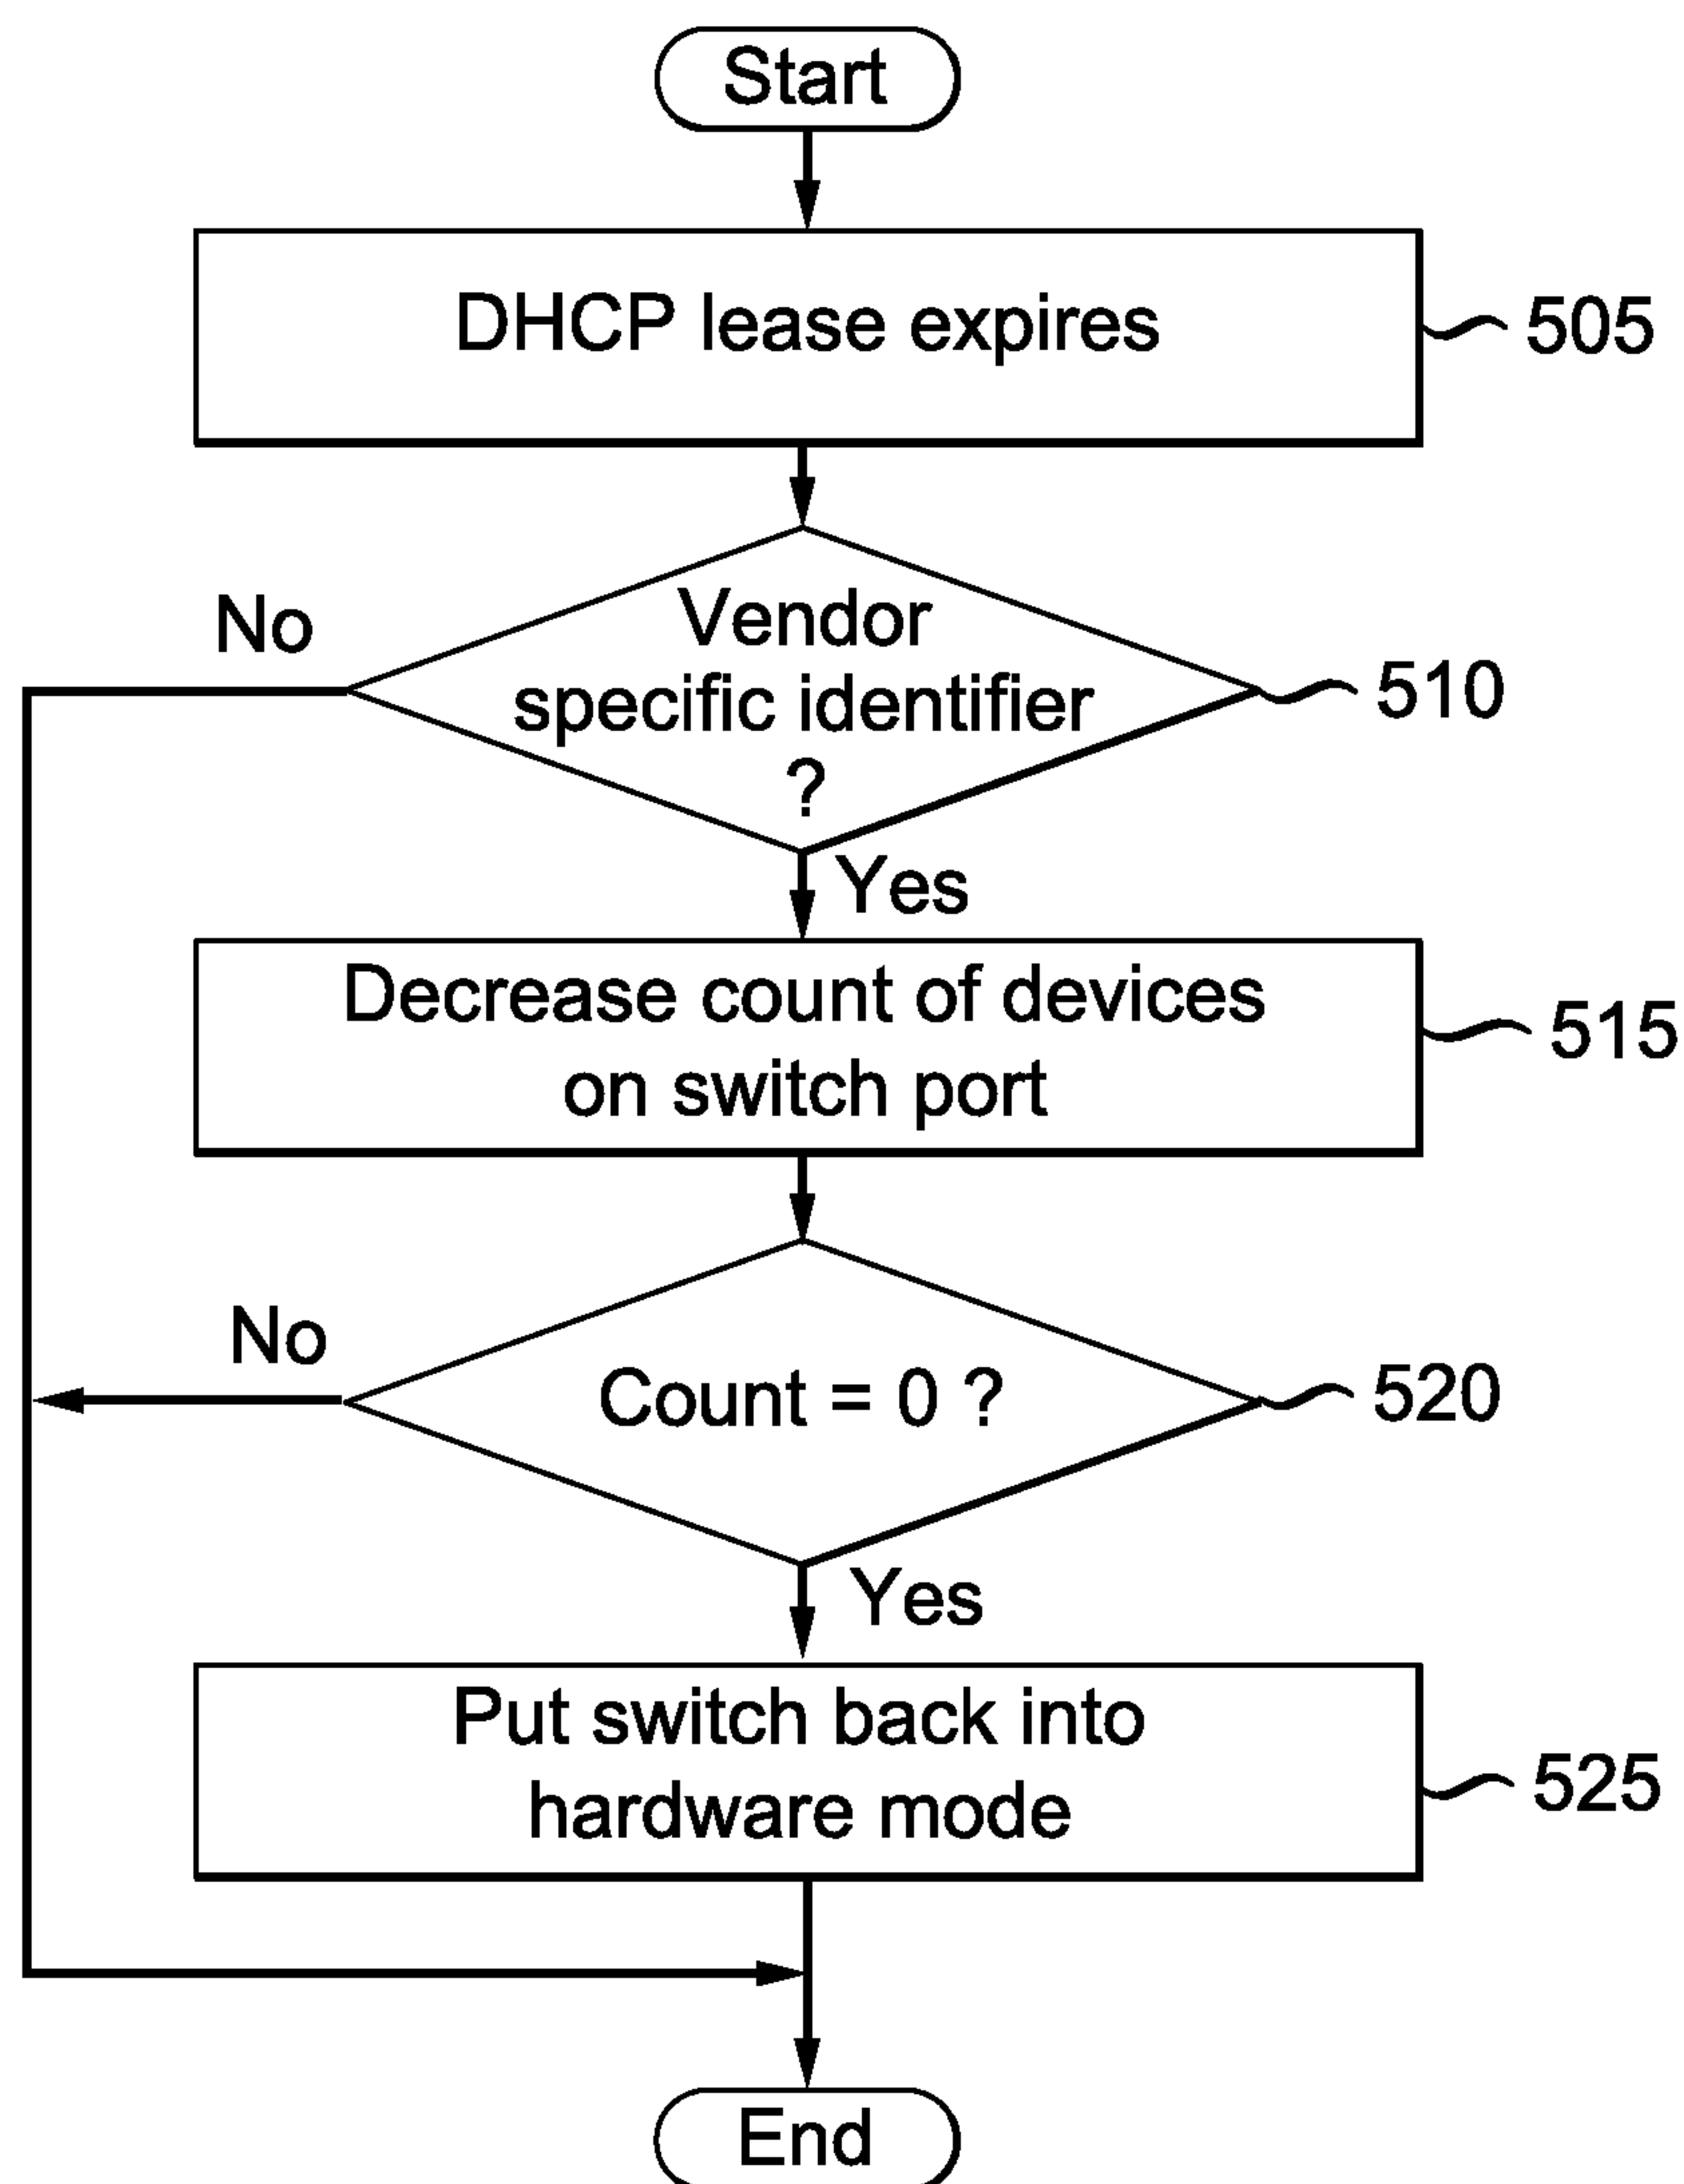 Start
DHCP lease expires
505
No
Vendor
specific identifier
?
510
Yes
Decrease count of devices
on switch port
515
No
Count = 0 ?
520
Yes
Put switch back into
hardware mode
525
End